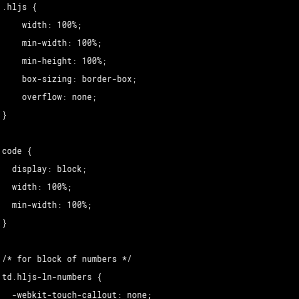 .hljs {
    width: 100%;
    min-width: 100%;
    min-height: 100%;
    box-sizing: border-box;
    overflow: none;
}

code {
  display: block;
  width: 100%;
  min-width: 100%;
}

/* for block of numbers */
td.hljs-ln-numbers {
  -webkit-touch-callout: none;